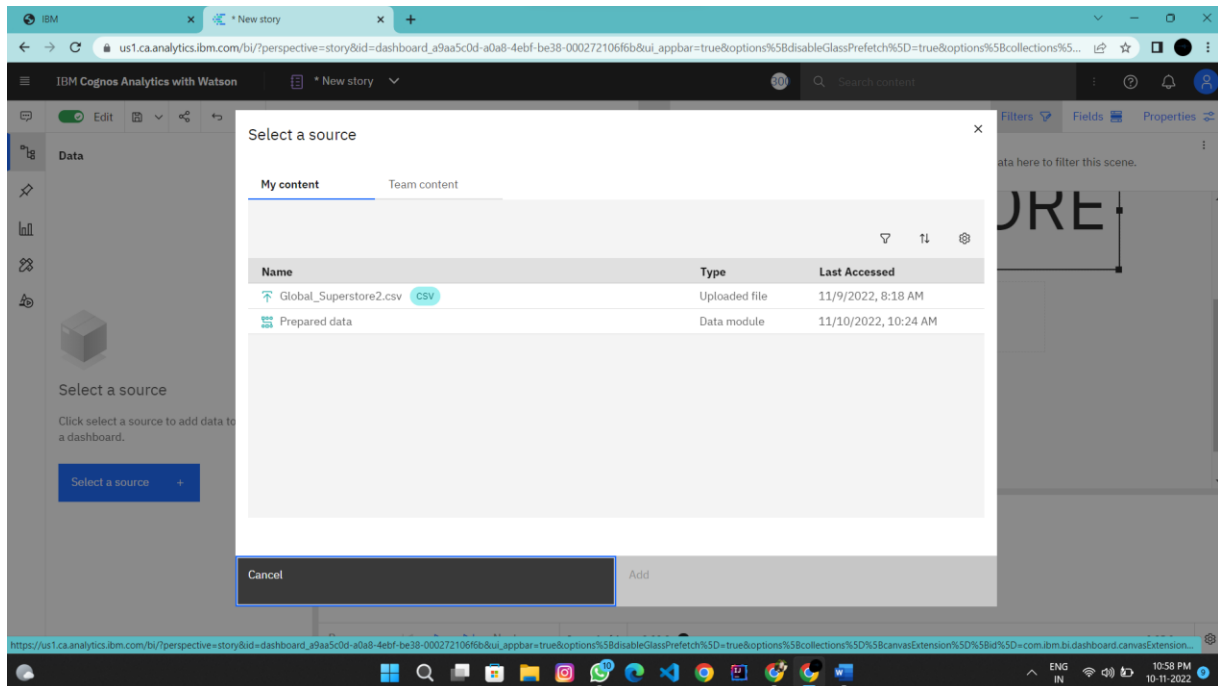 IBM
* New story
us1.ca.analytics.ibm.com/bi/?perspective=story&id=dashboard_a9aa5c0d-a0a8-4ebf-be38-000272106f6b&ui_appbar=true&options%5BdisableGlassPrefetch%5D=true&options%5Bcollections%5...
IBM Cognos Analytics with Watson
* New story
Search content
Edit
Filters
Fields
Properties
Data
Select a source
ata here to filter this scene.
My content
Team content
ORE
Name
Type
Last Accessed
Global_Superstore2.csv
CSV
Uploaded file
11/9/2022, 8:18 AM
Prepared data
Data module
11/10/2022, 10:24 AM
Select a source
Click select a source to add data to
a dashboard.
Select a source +
Cancel
Add
https://us1.ca.analytics.ibm.com/bi/?perspective=story&id=dashboard_a9aa5c0d-a0a8-4ebf-be38-000272106f6b&ui_appbar=true&options%5BdisableGlassPrefetch%5D=true&options%5Bcollections%5D%5BcanvasExtension%5D%5Bid%5D=com.ibm.bi.dashboard.canvasExtension...
ENG
IN
10:58 PM
10-11-2022